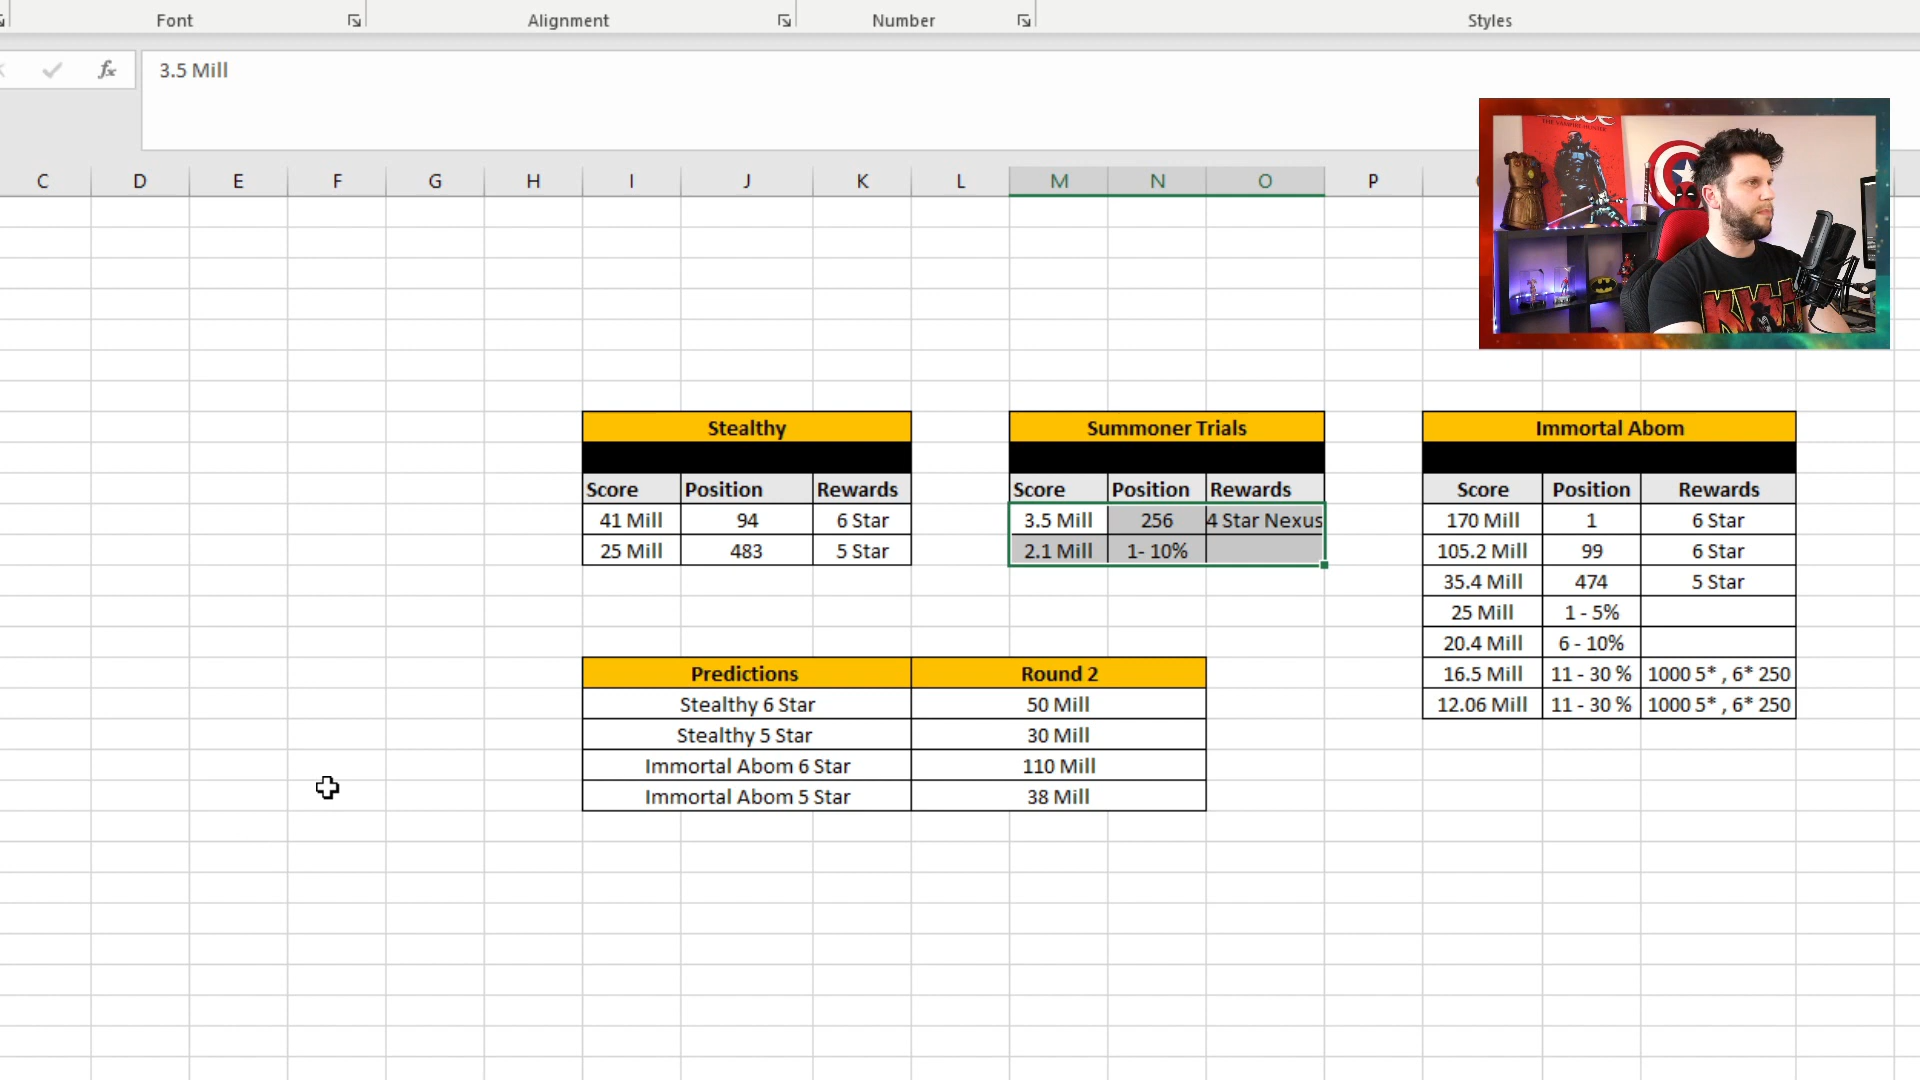 Font Alignment Number Styles
fx 3.5 Mill
THE VAMPIRE HUNTER
C D E F G H I J K L M N O P
Stealthy
Score Position Rewards
41 Mill 94 6 Star
25 Mill 483 5 Star
Summoner Trials
Score Position Rewards
3.5 Mill 256 4 Star Nexus
2.1 Mill 1- 10%
Immortal Abom
Score Position Rewards
170 Mill 1 6 Star
105.2 Mill 99 6 Star
35.4 Mill 474 5 Star
25 Mill 1 - 5%
20.4 Mill 6 - 10%
16.5 Mill 11 - 30 % 1000 5* , 6* 250
12.06 Mill 11 - 30 % 1000 5* , 6* 250
Predictions Round 2
Stealthy 6 Star 50 Mill
Stealthy 5 Star 30 Mill
Immortal Abom 6 Star 110 Mill
Immortal Abom 5 Star 38 Mill